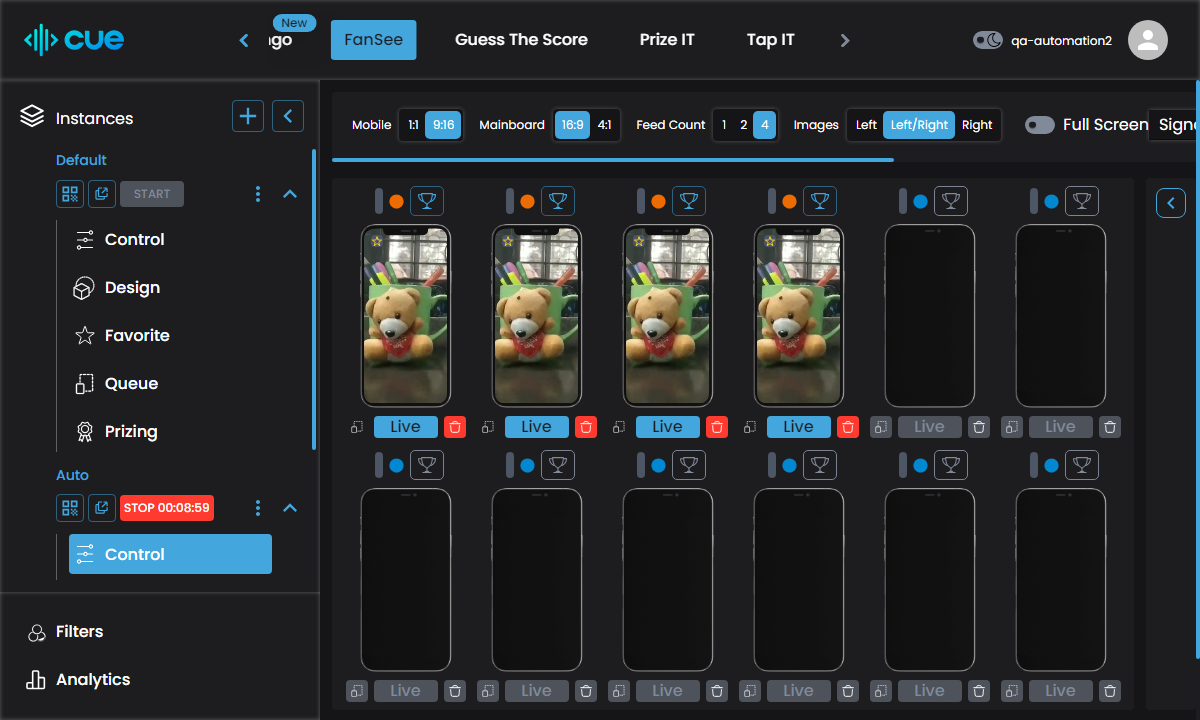 cue
New
FanSee
Guess The Score
Prize IT
Tap IT
qa-automation2
Instances
Mobile
1:1
9:16
Mainboard
16:9
4:1
Feed Count
1
2
4
Images
Left
Left/Right
Right
Full Screen
Default
START
Control
Design
Favorite
Queue
Prizing
Auto
STOP 00:08:59
Control
Filters
Analytics
Live
Live
Live
Live
Live
Live
Live
Live
Live
Live
Live
Live